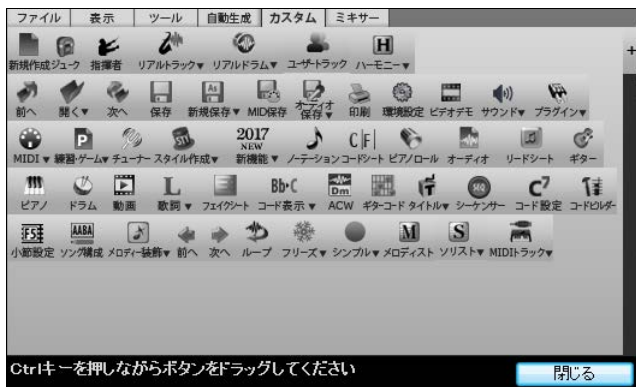 ファイル 表示 ツール 自動生成 カスタム ミキサー
H
新規作成 ジューク 指揮者 リアルトラック▼ リアルドラム▼ ユーザートラック ハーモニー▼
+
As
前へ 開く▼ 次へ 保存 新規保存▼ MIDI保存 オーディオ保存▼ 印刷 環境設定 ビデオデモ サウンド▼ プラグイン▼
P STL 2017 NEW C|F|
MIDI▼ 練習・ゲーム▼ チューナー スタイル作成▼ 新機能▼ ノーテーション コードシート ピアノロール オーディオ リードシート ギター
L Bb・C Dm SEQ C7
ピアノ ドラム 動画 歌詞▼ フェイクシート コード表示▼ ACW ギターコード タイトル▼ シーケンサー コード設定 コードビルダー
AABA M S
小節設定 ソング構成 メロディー装飾▼ 前へ 次へ ループ フリーズ▼ シンプル▼ メロディスト ソリスト▼ MIDIトラック▼
Ctrlキーを押しながらボタンをドラッグしてください 閉じる